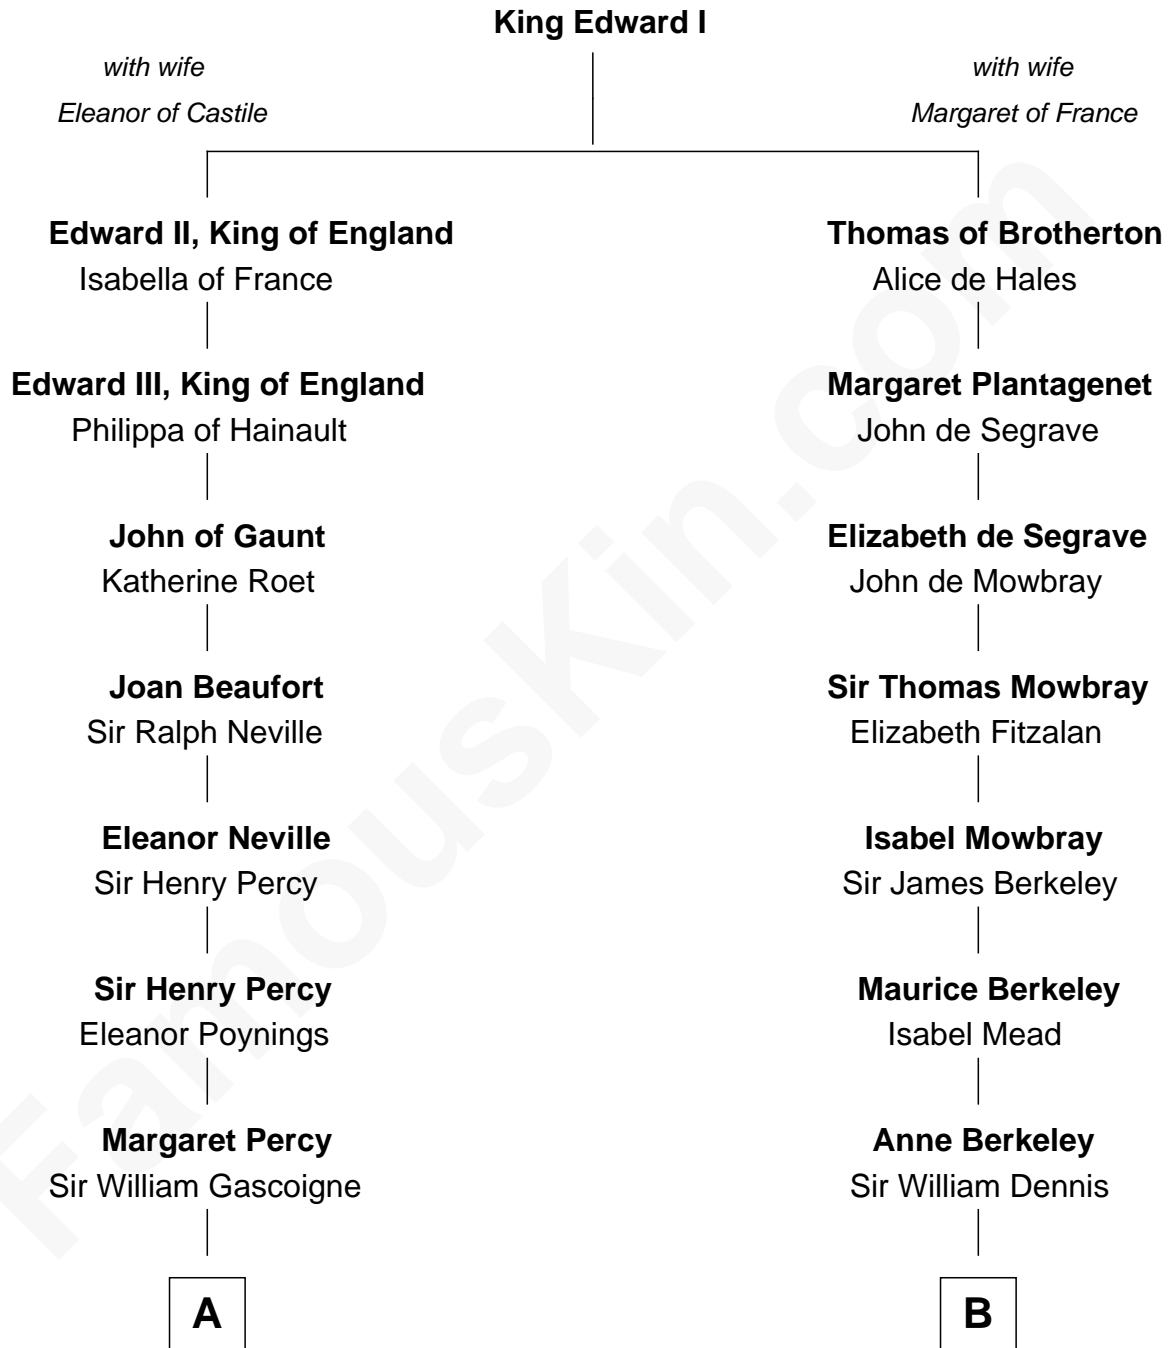 King Edward I
with wife
Eleanor of Castile
with wife
Margaret of France
Edward II, King of England
Isabella of France
Edward III, King of England
Philippa of Hainault
John of Gaunt
Katherine Roet
Joan Beaufort
Sir Ralph Neville
Eleanor Neville
Sir Henry Percy
Sir Henry Percy
Eleanor Poynings
Margaret Percy
Sir William Gascoigne
A
Thomas of Brotherton
Alice de Hales
Margaret Plantagenet
John de Segrave
Elizabeth de Segrave
John de Mowbray
Sir Thomas Mowbray
Elizabeth Fitzalan
Isabel Mowbray
Sir James Berkeley
Maurice Berkeley
Isabel Mead
Anne Berkeley
Sir William Dennis
B
FamousKin.com